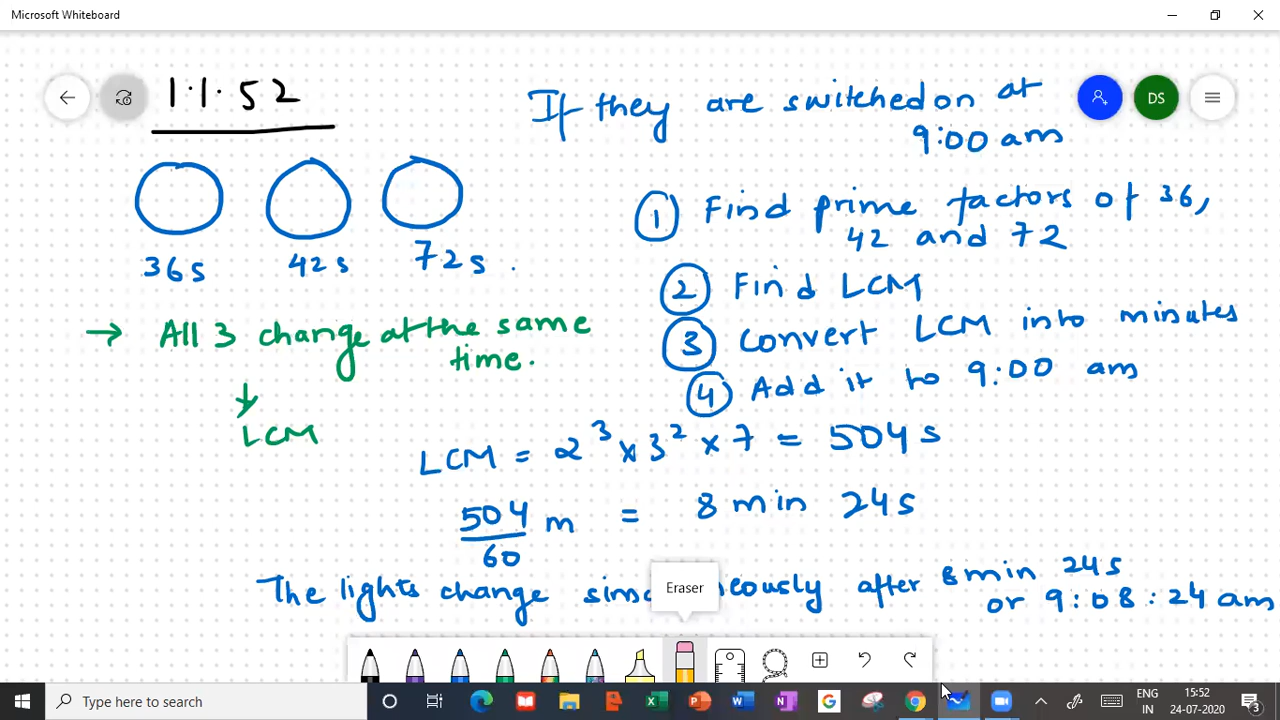 Microsoft Whiteboard
1.1.52
If they are switched on at
9:00 am
DS
1 Find prime factors of 36,
42 and 72
36s 42s 72s.
2 Find LCM
→ All 3 change at the same
time.
3 Convert LCM into minutes
4 Add it to 9:00 am
↓
LCM
LCM = 2³ × 3² × 7 = 504 s
504/60 m = 8 min 24s
Eraser
The lights change eously after 8 min 24s
or 9:08:24 am
Type here to search
ENG
IN
15:52
24-07-2020
3